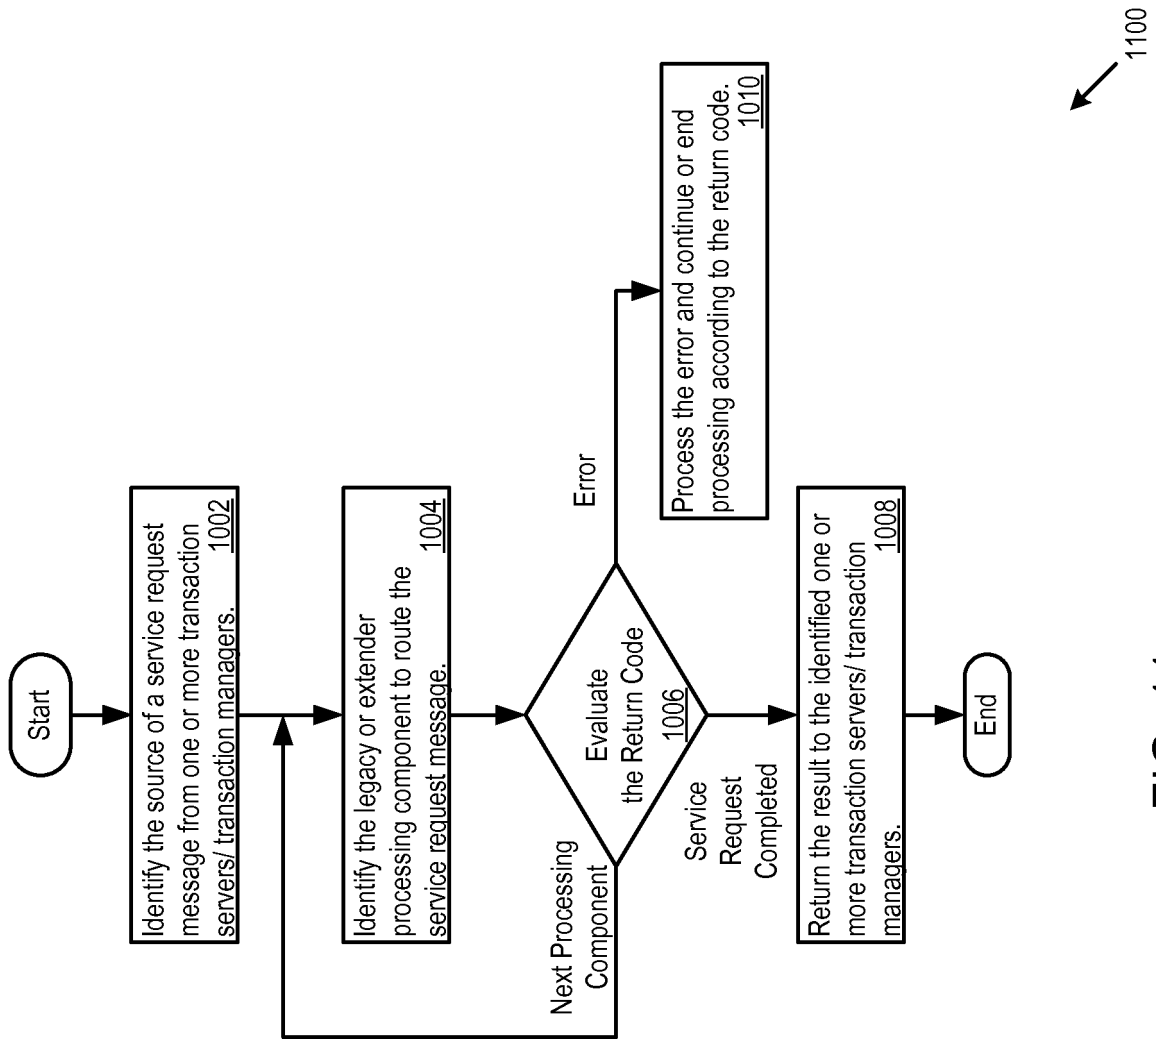 1100
Start
Identify the source of a service request
message from one or more transaction
servers/ transaction managers.
1002
Identify the legacy or extender
processing component to route the
service request message.
1004
Evaluate
the Return Code
1006
Error
Next Processing
Component
Process the error and continue or end
processing according to the return code.
1010
Service
Request
Completed
Return the result to the identified one or
more transaction servers/ transaction
managers.
1008
End